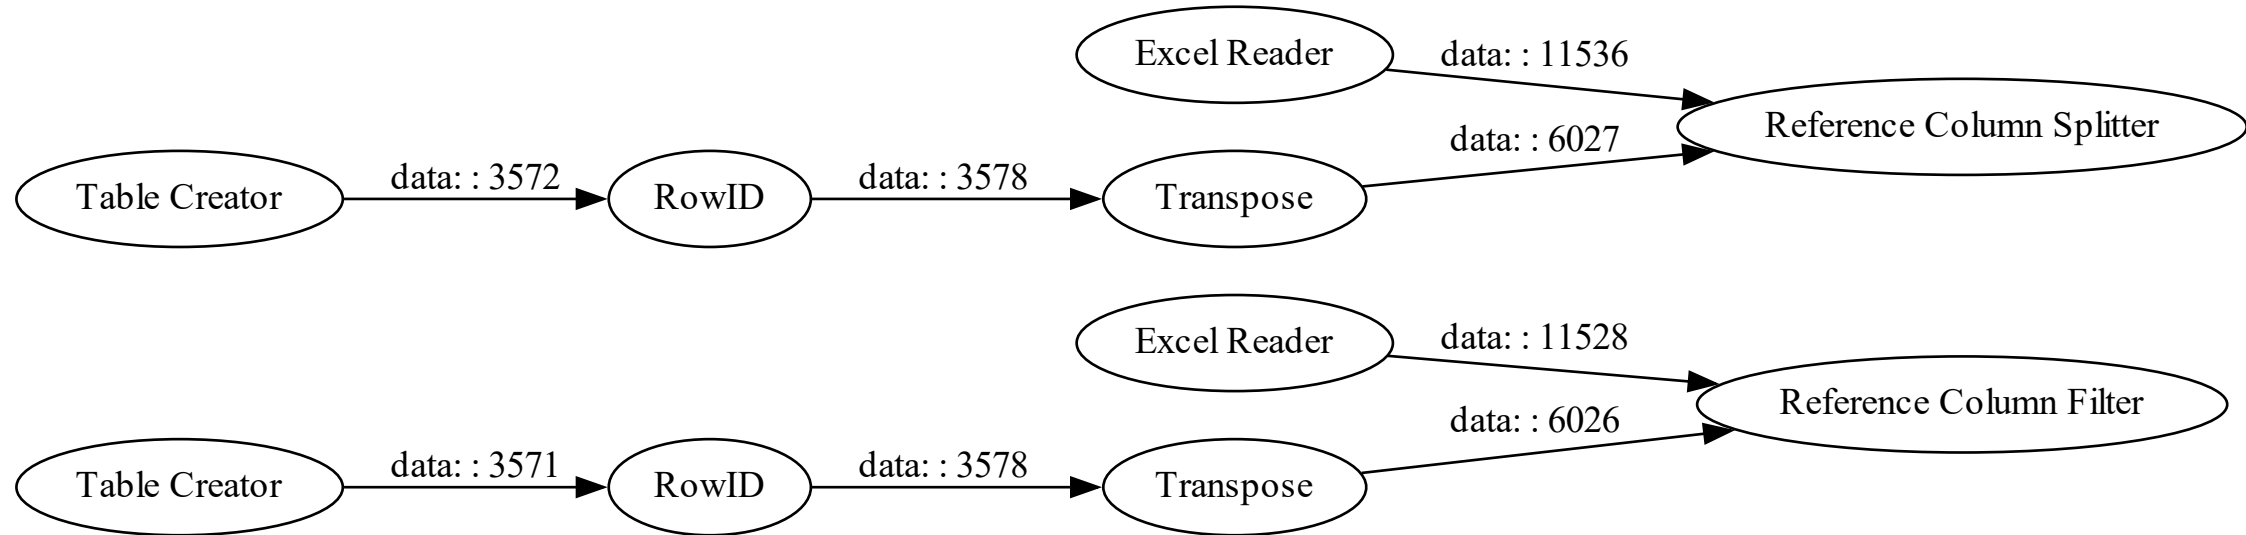 Excel Reader
data: : 11536
Reference Column Splitter
data: : 6027
Table Creator
data: : 3572
RowID
data: : 3578
Transpose
Excel Reader
data: : 11528
Reference Column Filter
data: : 6026
Table Creator
data: : 3571
RowID
data: : 3578
Transpose